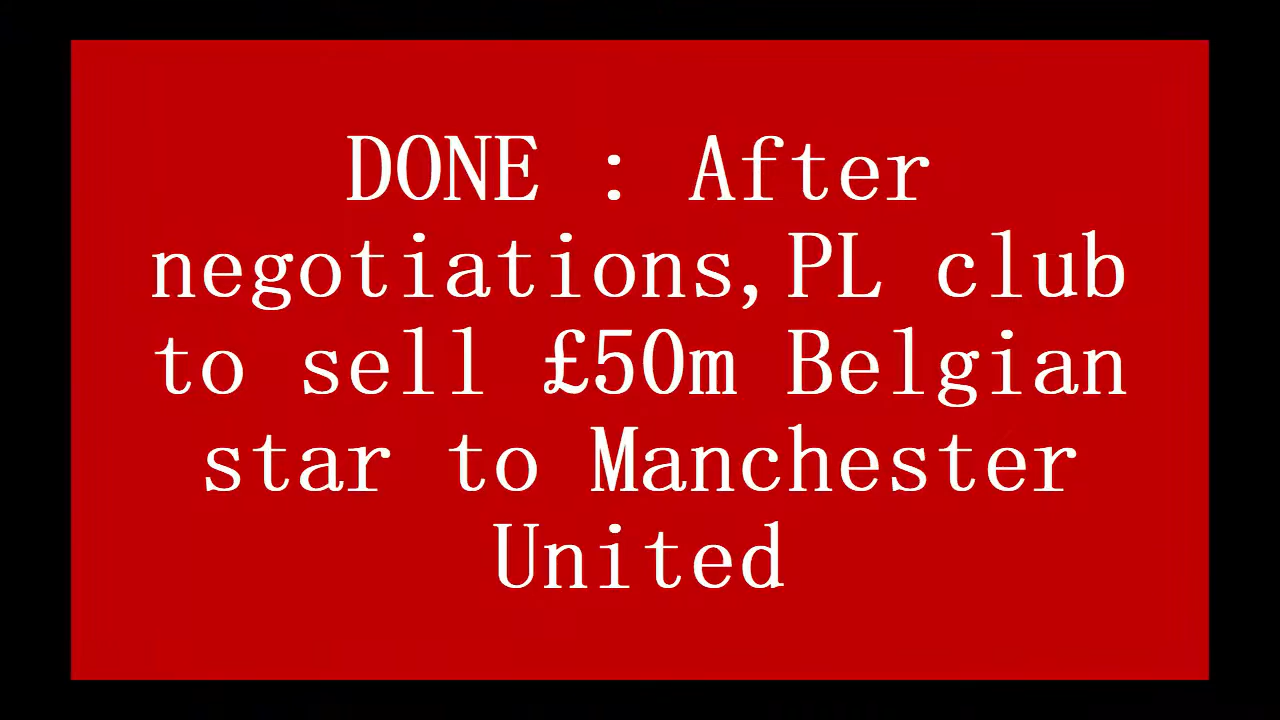 DONE : After
negotiations,PL club
to sell £50m Belgian
star to Manchester
United